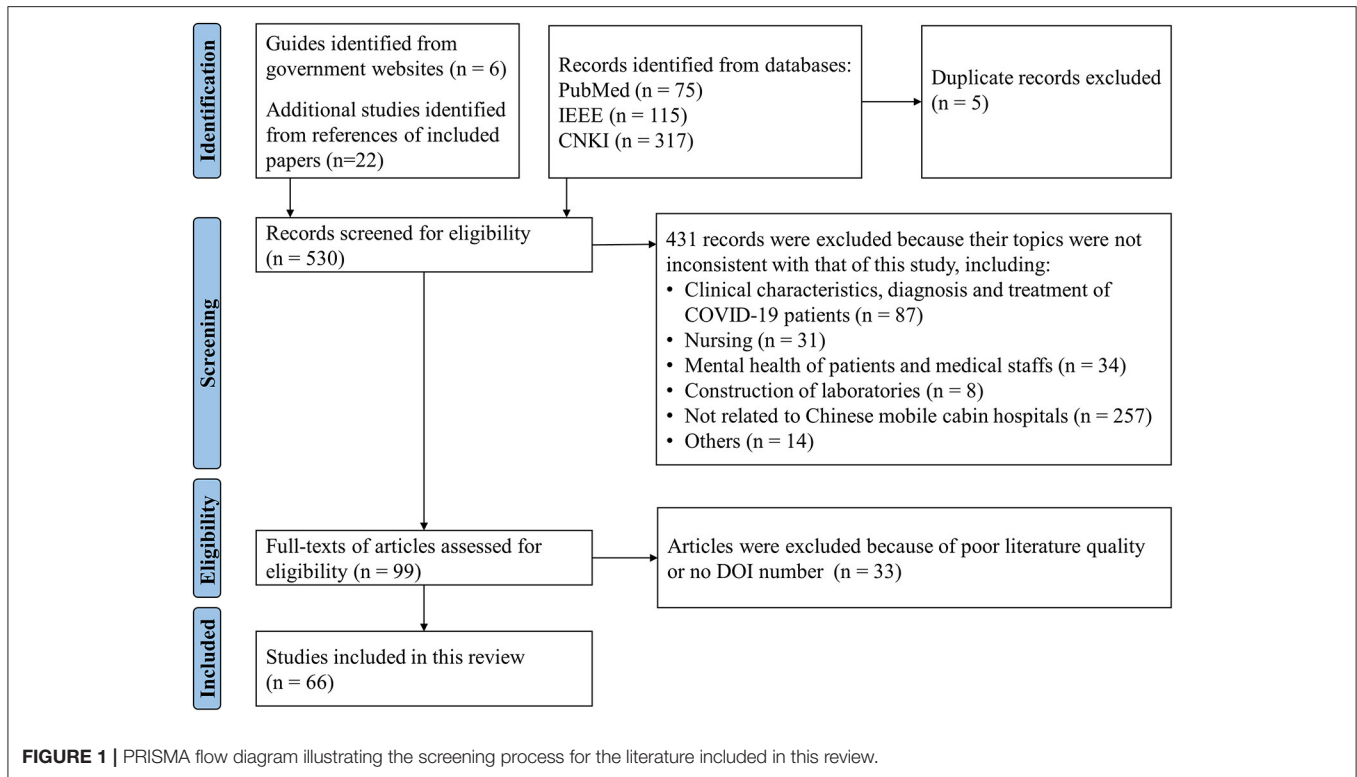 Identification
Guides identified from
government websites (n = 6)
Additional studies identified
from references of included
papers (n=22)
Records identified from databases:
PubMed (n = 75)
IEEE (n = 115)
CNKI (n = 317)
Duplicate records excluded
(n = 5)
Screening
Records screened for eligibility
(n = 530)
431 records were excluded because their topics were not
inconsistent with that of this study, including:
• Clinical characteristics, diagnosis and treatment of
COVID-19 patients (n = 87)
• Nursing (n = 31)
• Mental health of patients and medical staffs (n = 34)
• Construction of laboratories (n = 8)
• Not related to Chinese mobile cabin hospitals (n = 257)
• Others (n = 14)
Eligibility
Full-texts of articles assessed for
eligibility (n = 99)
Articles were excluded because of poor literature quality
or no DOI number (n = 33)
Included
Studies included in this review
(n = 66)
FIGURE 1 | PRISMA flow diagram illustrating the screening process for the literature included in this review.